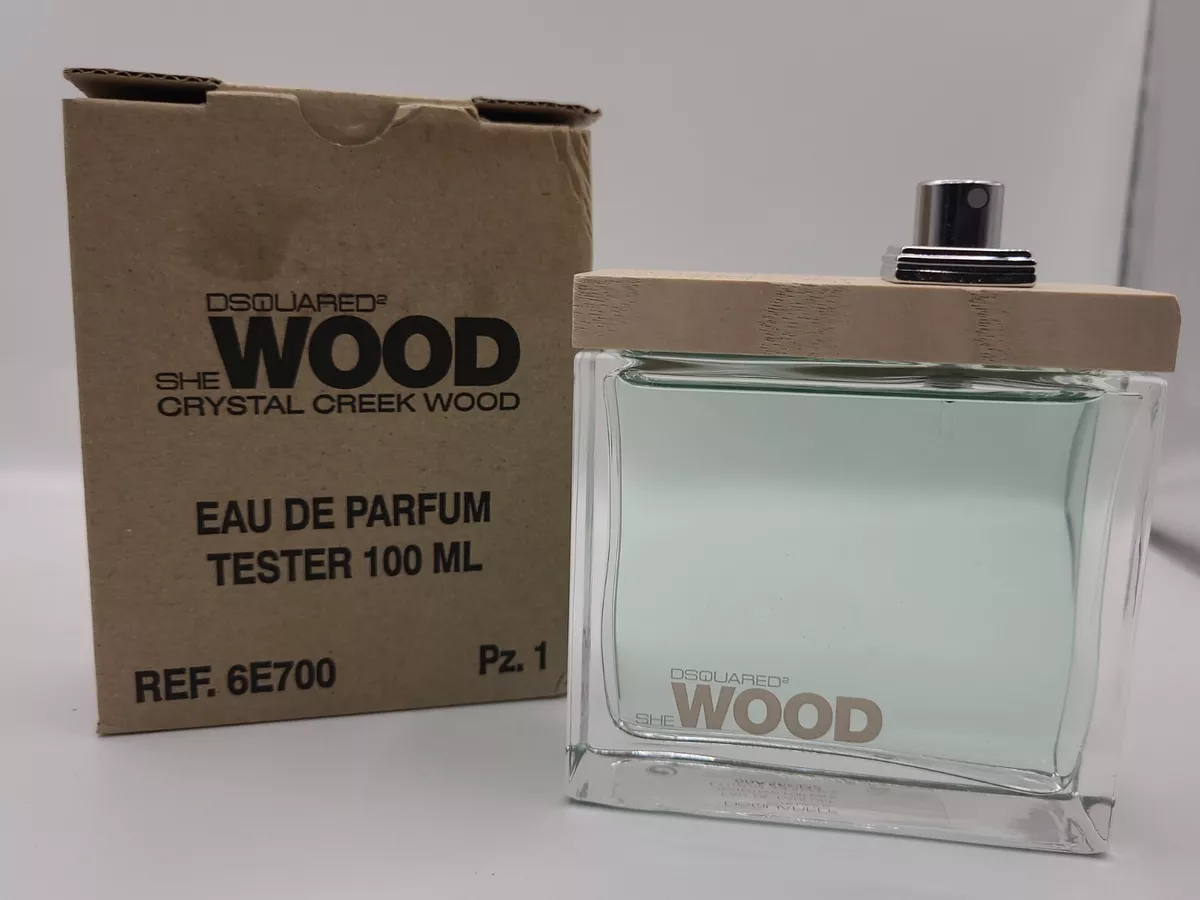 DSQUARED²
SHE WOOD
CRYSTAL CREEK WOOD
EAU DE PARFUM
TESTER 100 ML
REF. 6E700
Pz. 1
DSQUARED²
SHE WOOD
DSQUARED²